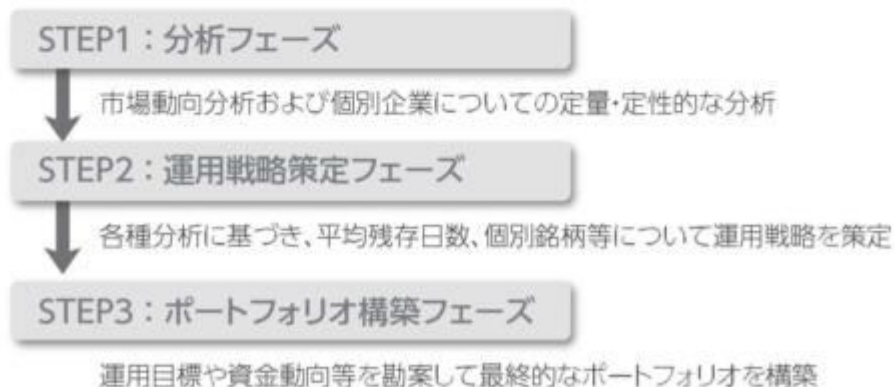 STEP1：分析フェーズ
市場動向分析および個別企業についての定量・定性的な分析
STEP2：運用戦略策定フェーズ
各種分析に基づき、平均残存日数、個別銘柄等について運用戦略を策定
STEP3：ポートフォリオ構築フェーズ
運用目標や資金動向等を勘案して最終的なポートフォリオを構築